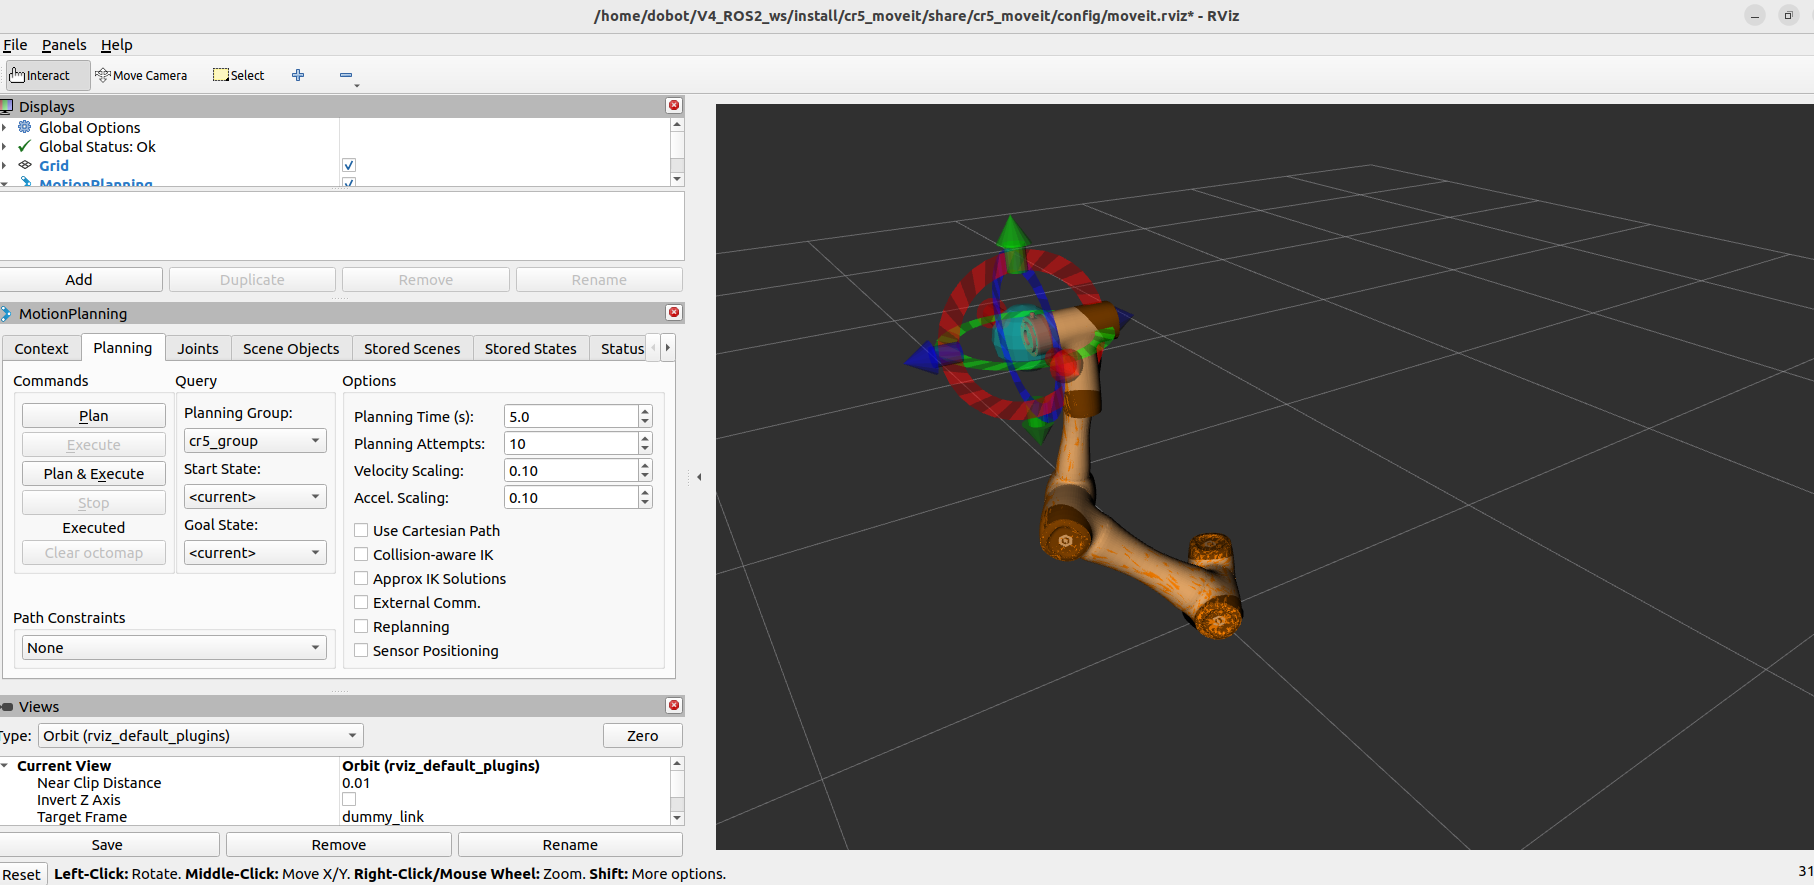 /home/dobot/V4_ROS2_ws/install/cr5_moveit/share/cr5_moveit/config/moveit.rviz* - RViz
File Panels Help
Interact Move Camera Select
Displays
Global Options
Global Status: Ok
Grid
MotionPlanning
Add Duplicate Remove Rename
MotionPlanning
Context Planning Joints Scene Objects Stored Scenes Stored States Status
Commands Query Options
Plan
Execute
Plan & Execute
Stop
Executed
Clear octomap
Planning Group:
cr5_group
Start State:
<current>
Goal State:
<current>
Planning Time (s): 5.0
Planning Attempts: 10
Velocity Scaling: 0.10
Accel. Scaling: 0.10
Use Cartesian Path
Collision-aware IK
Approx IK Solutions
External Comm.
Replanning
Sensor Positioning
Path Constraints
None
Views
Type: Orbit (rviz_default_plugins) Zero
Current View Orbit (rviz_default_plugins)
Near Clip Distance 0.01
Invert Z Axis
Target Frame dummy_link
Save Remove Rename
Reset Left-Click: Rotate. Middle-Click: Move X/Y. Right-Click/Mouse Wheel: Zoom. Shift: More options. 31